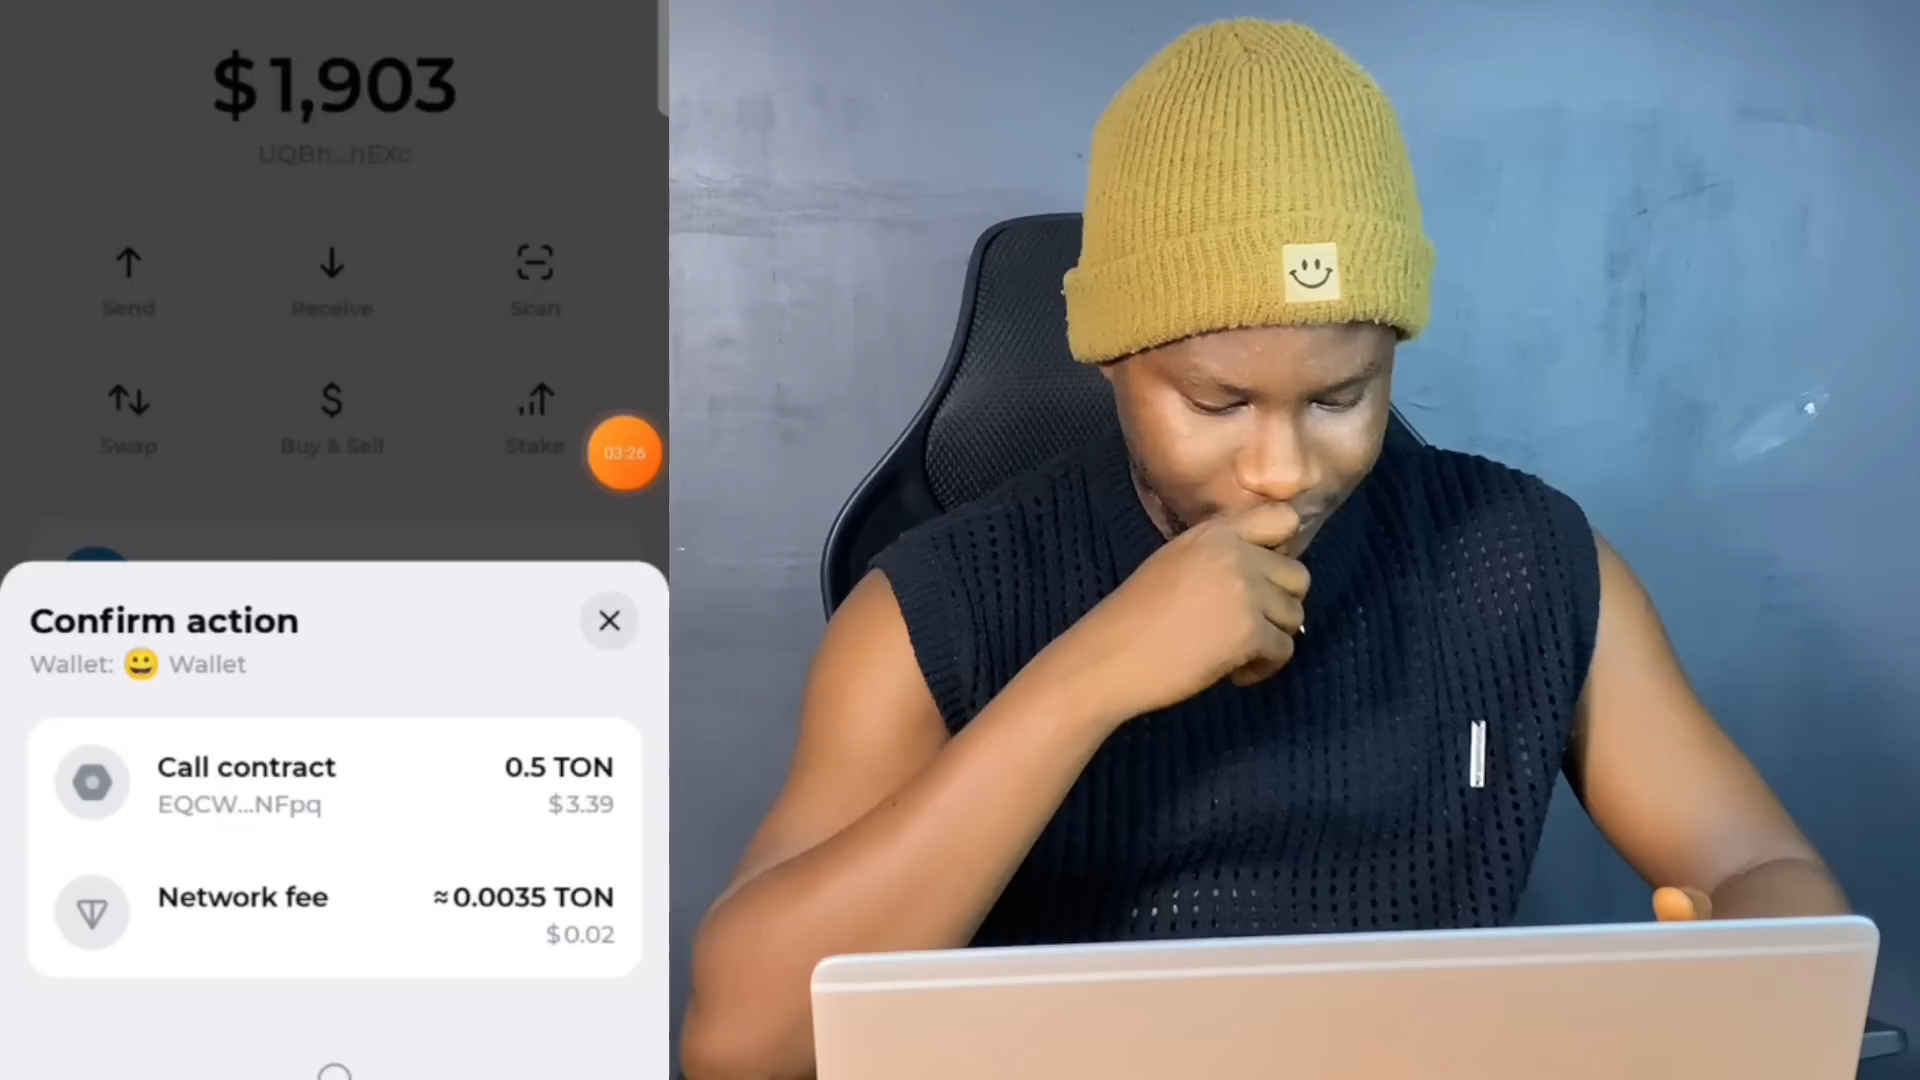 $1,903
UQBh...hEXc
Send
Receive
Scan
Swap
Buy & Sell
Stake
03:26
Confirm action
Wallet: 😀 Wallet
Call contract
0.5 TON
EQCW...NFpq
$3.39
Network fee
≈0.0035 TON
$0.02